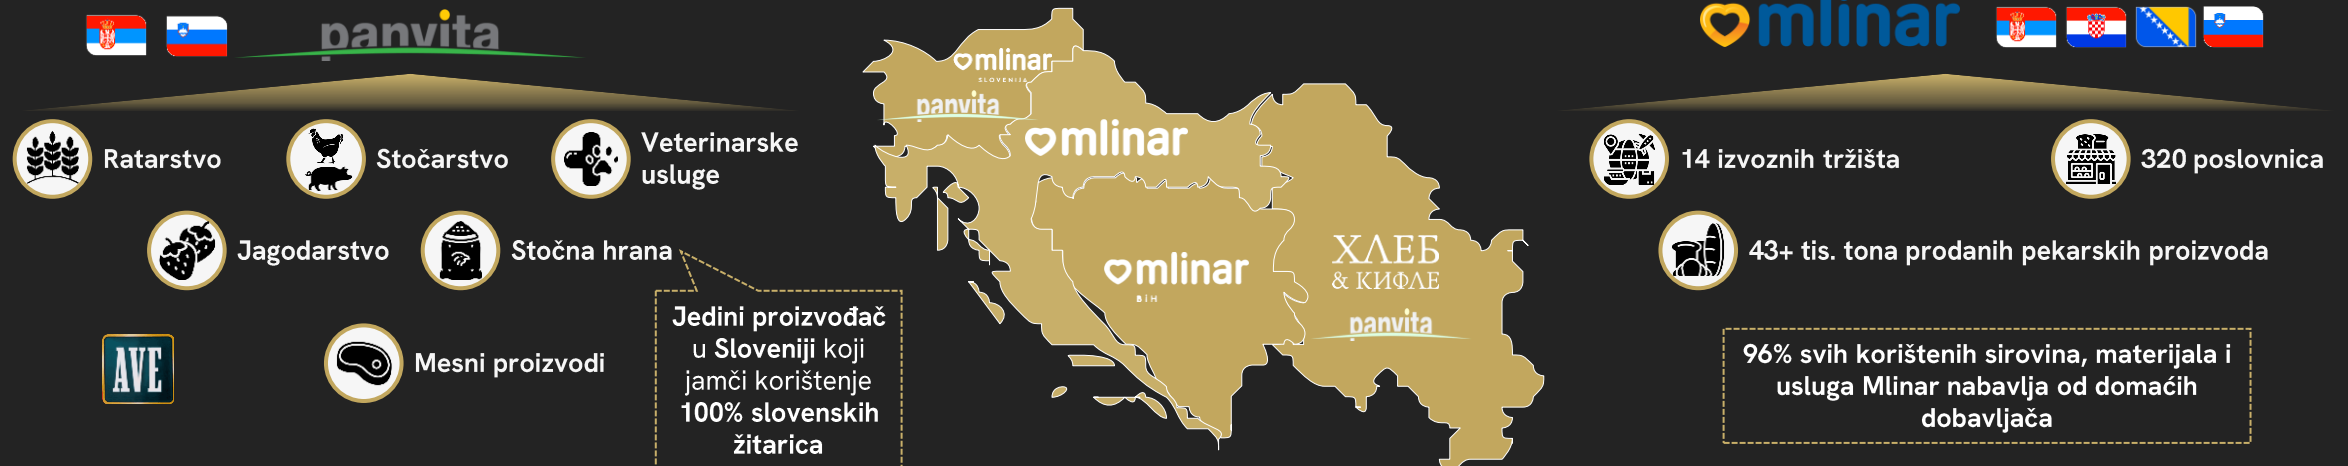 panvita
Ratarstvo
Stočarstvo
Veterinarske
usluge
Jagodarstvo
Stočna hrana
AVE
Mesni proizvodi
Jedini proizvođač
u Sloveniji koji
jamči korištenje
100% slovenskih
žitarica
mlinar
SLOVENIJA
panvita
mlinar
mlinar
BIH
ХЛЕБ
& КИФЛЕ
panvita
mlinar
14 izvoznih tržišta
320 poslovnica
43+ tis. tona prodanih pekarskih proizvoda
96% svih korištenih sirovina, materijala i
usluga Mlinar nabavlja od domaćih
dobavljača